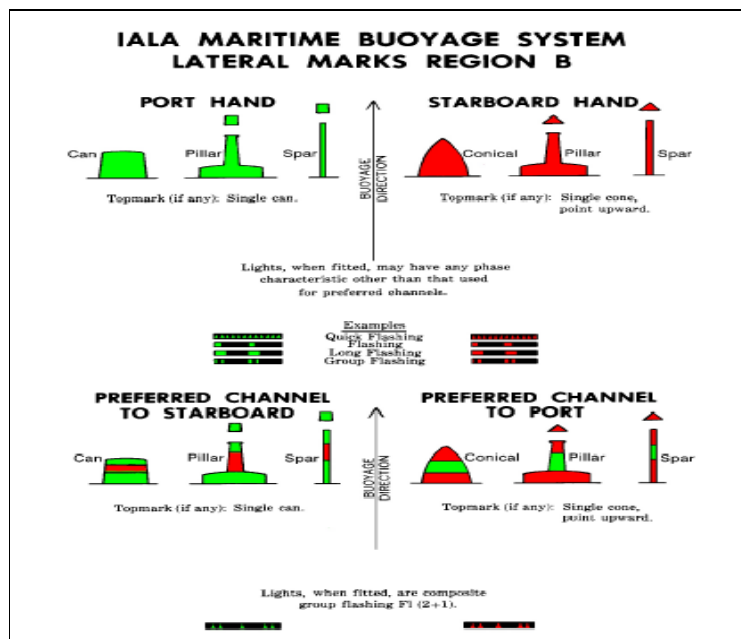 IALA MARITIME BUOYAGE SYSTEM
LATERAL MARKS REGION B
PORT HAND
Can
Pillar
Spar
Topmark (if any): Single can.
BUOYAGE
DIRECTION
STARBOARD HAND
Conical
Pillar
Spar
Topmark (if any): Single cone,
point upward.
Lights, when fitted, may have any phase
characteristic other than that used
for preferred channels.
Examples
Quick Flashing
Flashing
Long Flashing
Group Flashing
PREFERRED CHANNEL
TO STARBOARD
Can
Pillar
Spar
Topmark (if any): Single can.
BUOYAGE
DIRECTION
PREFERRED CHANNEL
TO PORT
Conical
Pillar
Spar
Topmark (if any): Single cone,
point upward.
Lights, when fitted, are composite
group flashing Fl (2+1).